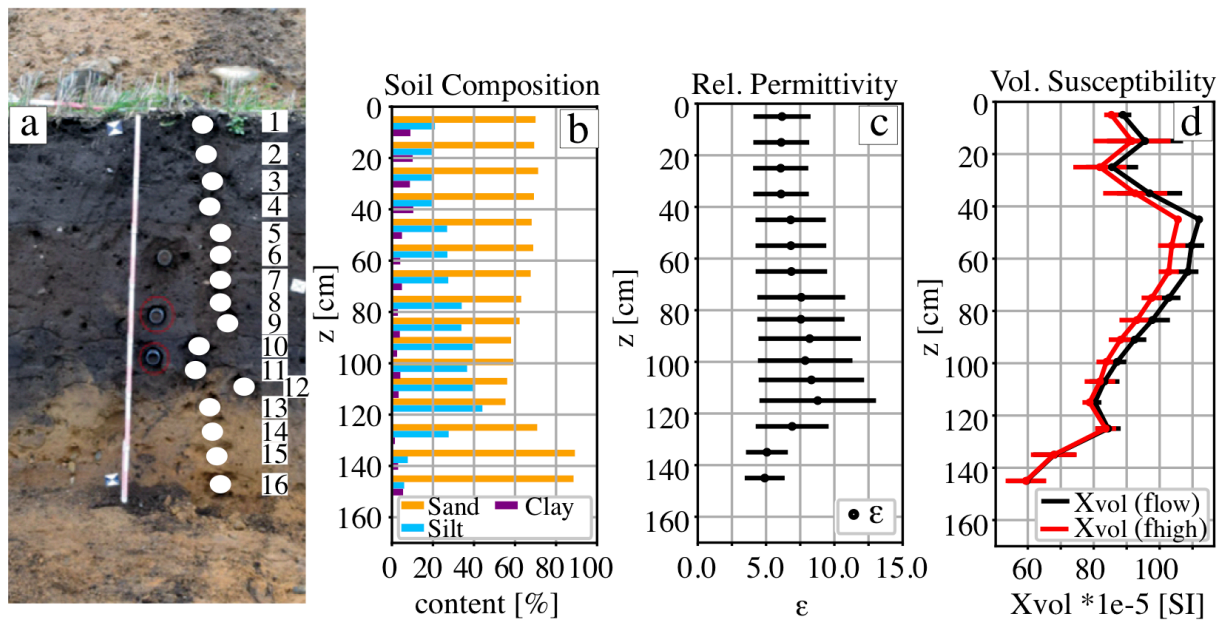 a
1
2
3
4
5
6
7
8
9
10
11
12
13
14
15
16
Soil Composition
b
0
20
40
60
80
100
120
140
160
z [cm]
Sand
Clay
Silt
0 20 40 60 80 100
content [%]
Rel. Permittivity
c
0
20
40
60
80
100
120
140
160
z [cm]
ε
0.0 5.0 10.0 15.0
ε
Vol. Susceptibility
d
0
20
40
60
80
100
120
140
160
z [cm]
Xvol (flow)
Xvol (fhigh)
60 80 100
Xvol *1e-5 [SI]